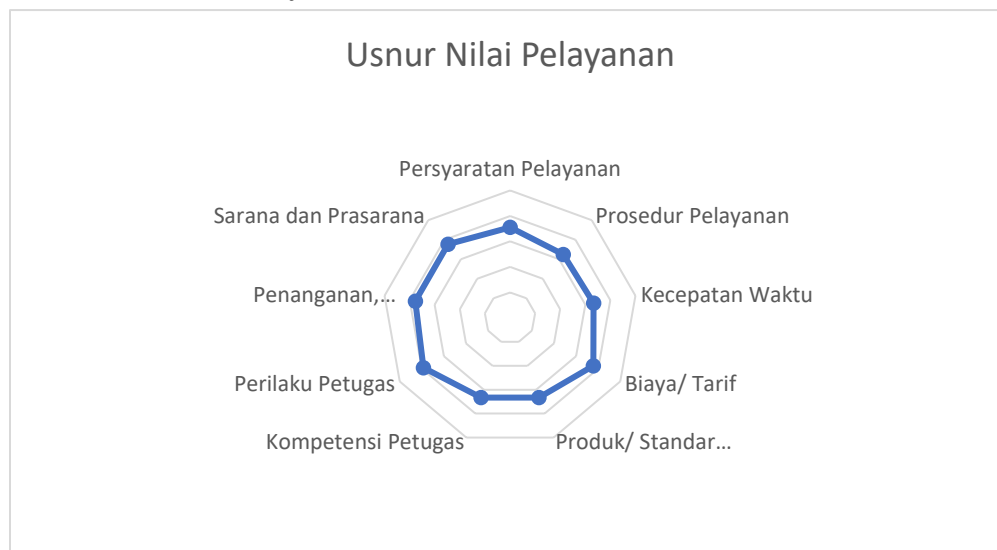 Usnur Nilai Pelayanan
Persyaratan Pelayanan
Prosedur Pelayanan
Kecepatan Waktu
Biaya/ Tarif
Produk/ Standar...
Kompetensi Petugas
Perilaku Petugas
Penanganan,...
Sarana dan Prasarana